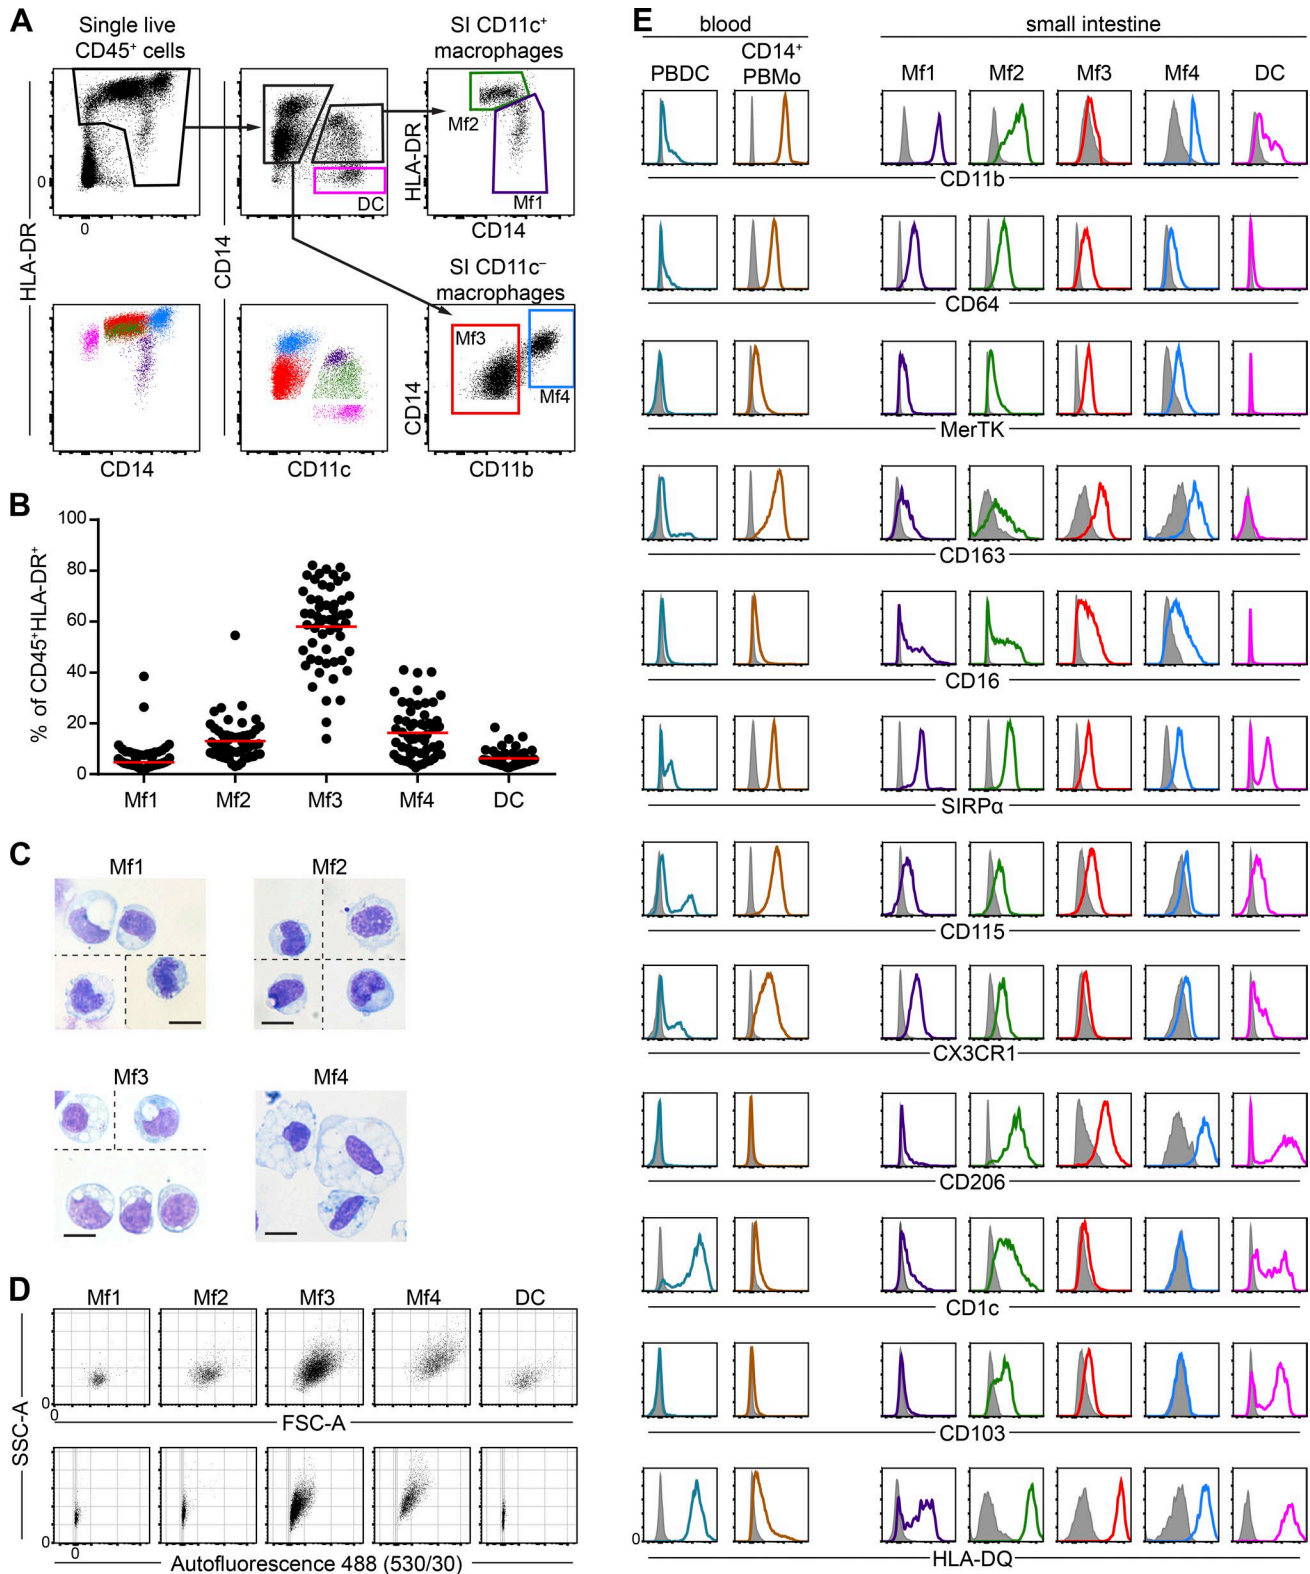 A
Single live
CD45+ cells
SI CD11c+
macrophages
HLA-DR
0
0
CD14
DC
HLA-DR
Mf2
Mf1
CD14
SI CD11c–
macrophages
CD14
CD11c
CD14
Mf3
Mf4
CD11b
B
% of CD45+HLA-DR+
100
80
60
40
20
0
Mf1 Mf2 Mf3 Mf4 DC
C
Mf1 Mf2
Mf3 Mf4
D
Mf1 Mf2 Mf3 Mf4 DC
SSC-A
0
0
FSC-A
0
0
Autofluorescence 488 (530/30)
E
blood small intestine
PBDC CD14+ PBMo Mf1 Mf2 Mf3 Mf4 DC
CD11b
CD64
MerTK
CD163
CD16
SIRPα
CD115
CX3CR1
CD206
CD1c
CD103
0
HLA-DQ